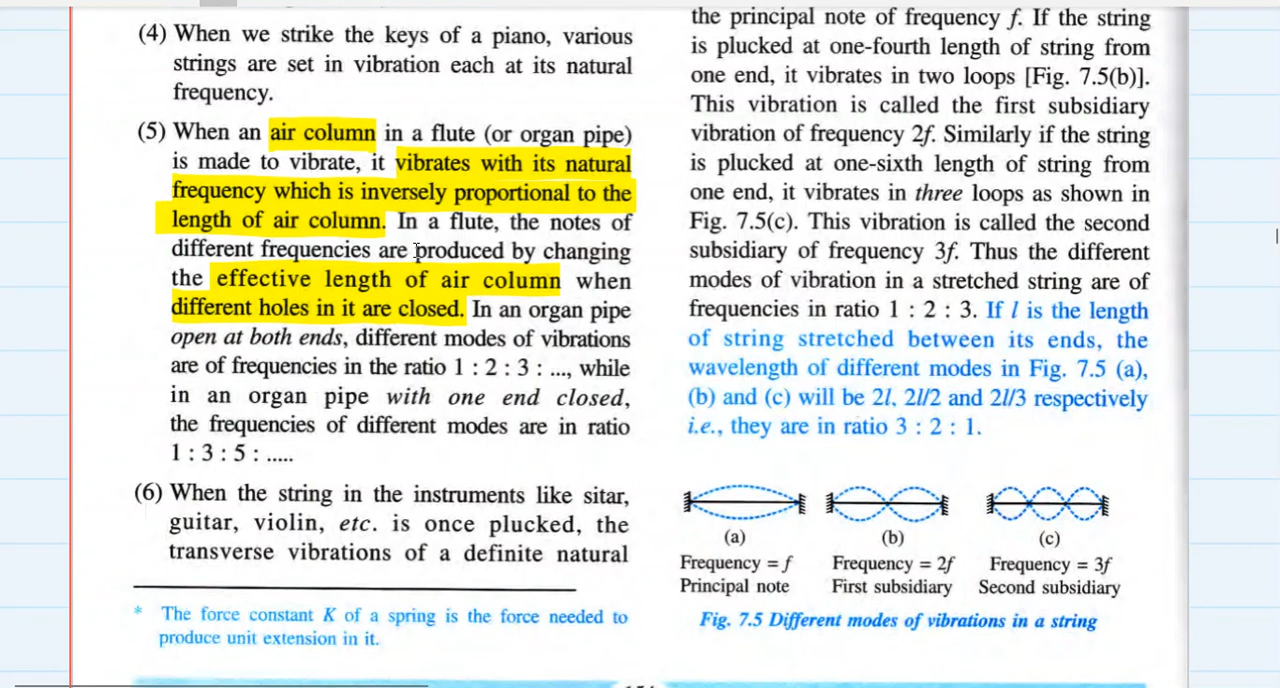 (4) When we strike the keys of a piano, various
strings are set in vibration each at its natural
frequency.
(5) When an air column in a flute (or organ pipe)
is made to vibrate, it vibrates with its natural
frequency which is inversely proportional to the
length of air column. In a flute, the notes of
different frequencies are produced by changing
the effective length of air column when
different holes in it are closed. In an organ pipe
open at both ends, different modes of vibrations
are of frequencies in the ratio 1 : 2 : 3 : ..., while
in an organ pipe with one end closed,
the frequencies of different modes are in ratio
1 : 3 : 5 : .....
(6) When the string in the instruments like sitar,
guitar, violin, etc. is once plucked, the
transverse vibrations of a definite natural
* The force constant K of a spring is the force needed to
produce unit extension in it.
the principal note of frequency f. If the string
is plucked at one-fourth length of string from
one end, it vibrates in two loops [Fig. 7.5(b)].
This vibration is called the first subsidiary
vibration of frequency 2f. Similarly if the string
is plucked at one-sixth length of string from
one end, it vibrates in three loops as shown in
Fig. 7.5(c). This vibration is called the second
subsidiary of frequency 3f. Thus the different
modes of vibration in a stretched string are of
frequencies in ratio 1 : 2 : 3. If l is the length
of string stretched between its ends, the
wavelength of different modes in Fig. 7.5 (a),
(b) and (c) will be 2l, 2l/2 and 2l/3 respectively
i.e., they are in ratio 3 : 2 : 1.
(a) (b) (c)
Frequency = f Frequency = 2f Frequency = 3f
Principal note First subsidiary Second subsidiary
Fig. 7.5 Different modes of vibrations in a string